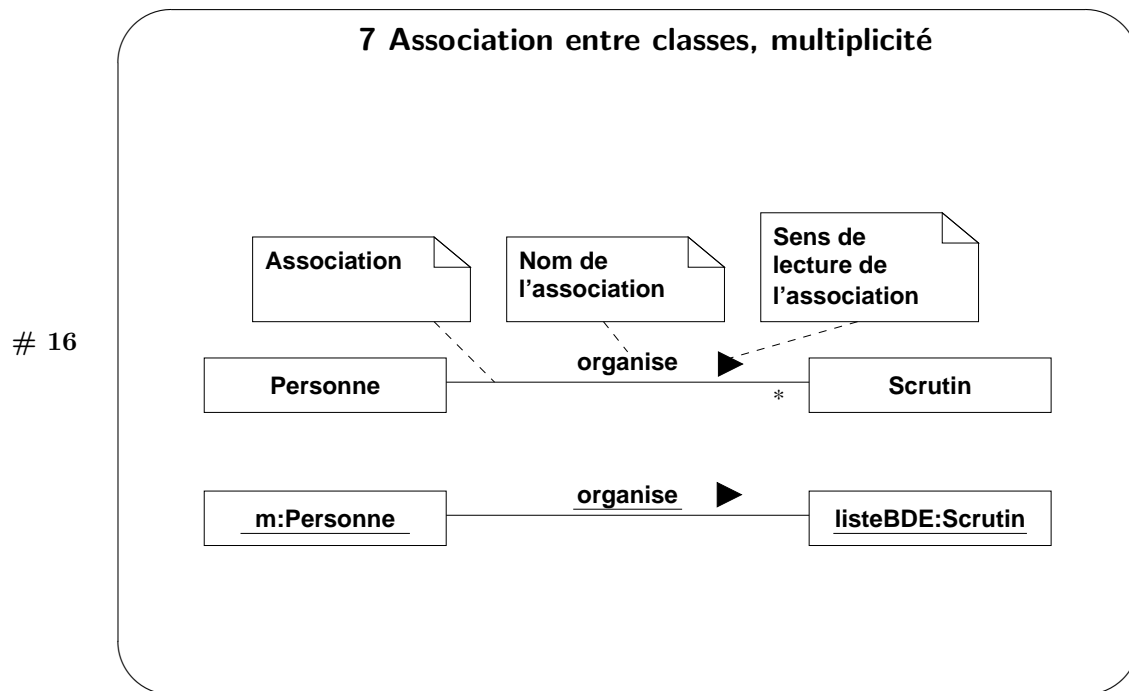 7 Association entre classes, multiplicité
Association
Nom de
l'association
Sens de
lecture de
l'association
# 16
organise
Personne
*
Scrutin
organise
m:Personne
listeBDE:Scrutin